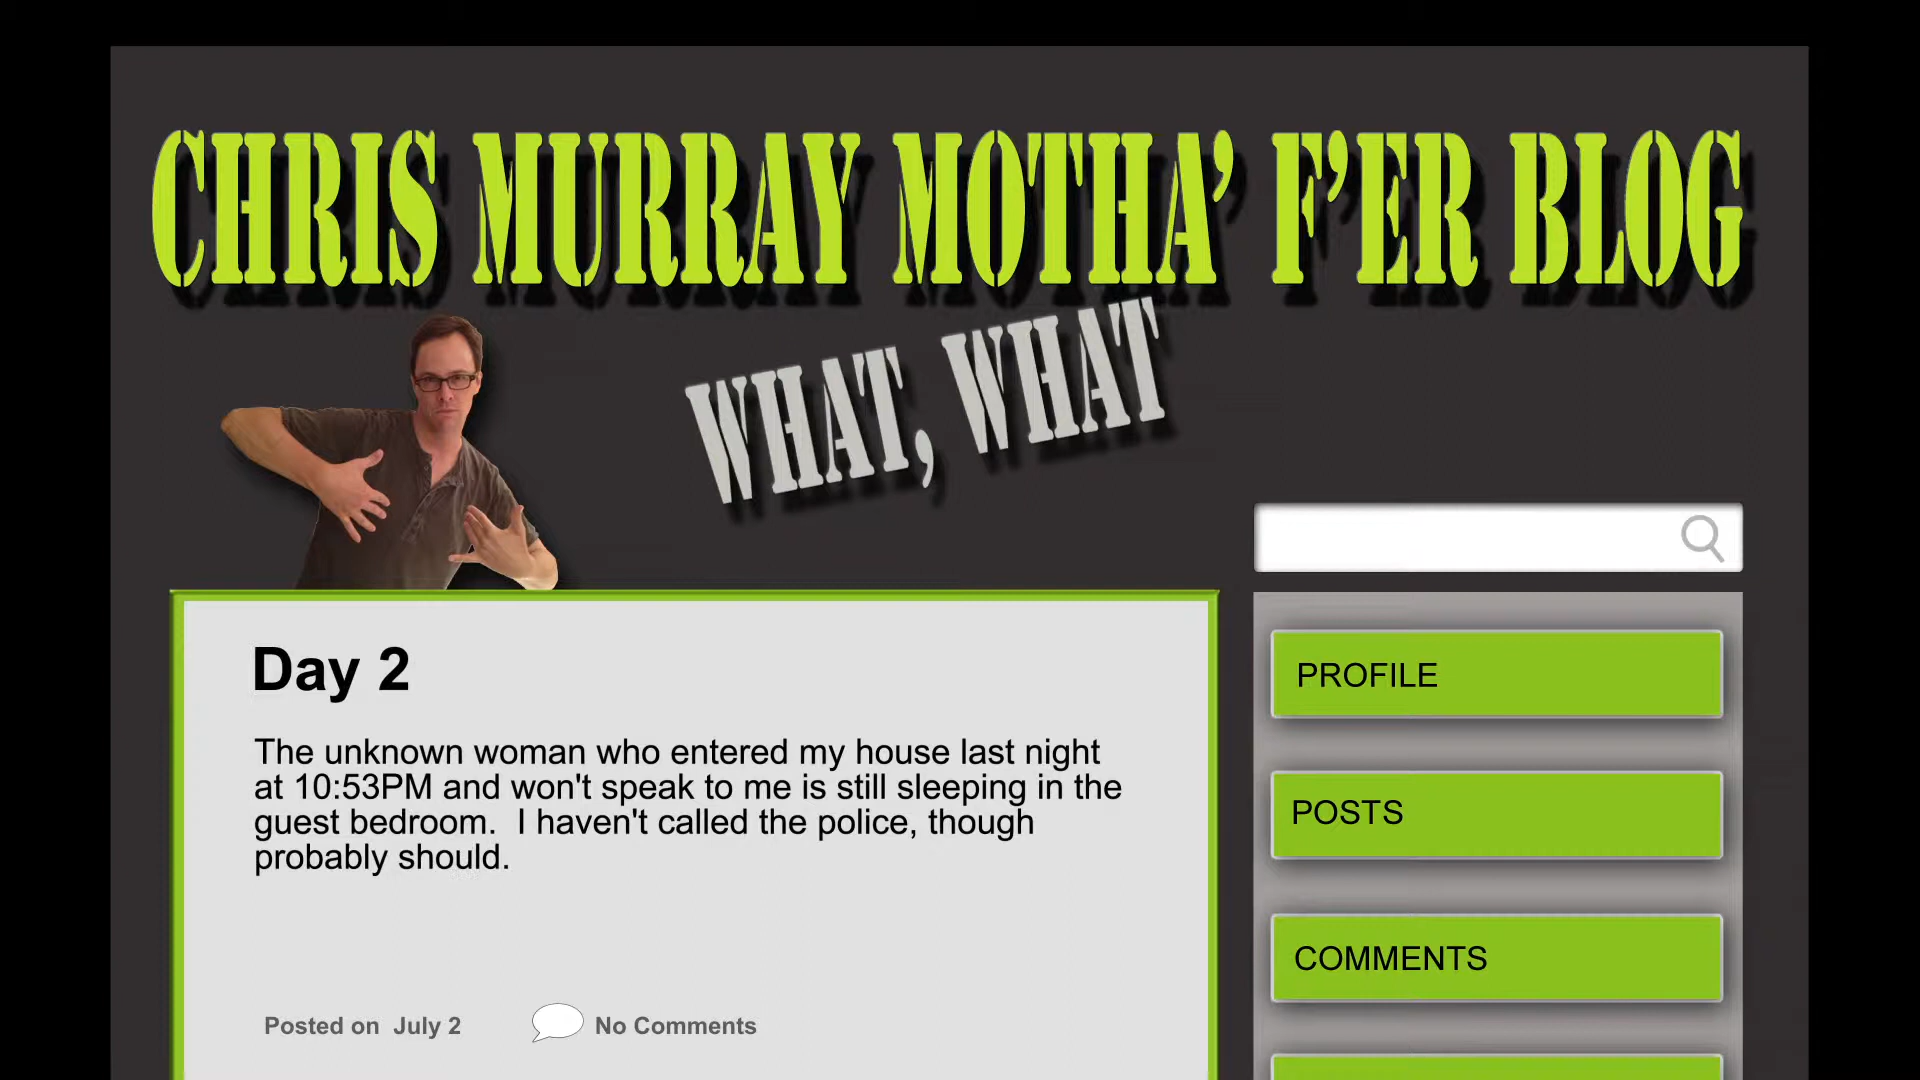 CHRIS MURRAY MOTHA' F'ER BLOG
WHAT, WHAT
Day 2
The unknown woman who entered my house last night
at 10:53PM and won't speak to me is still sleeping in the
guest bedroom.  I haven't called the police, though
probably should.
Posted on  July 2
No Comments
PROFILE
POSTS
COMMENTS